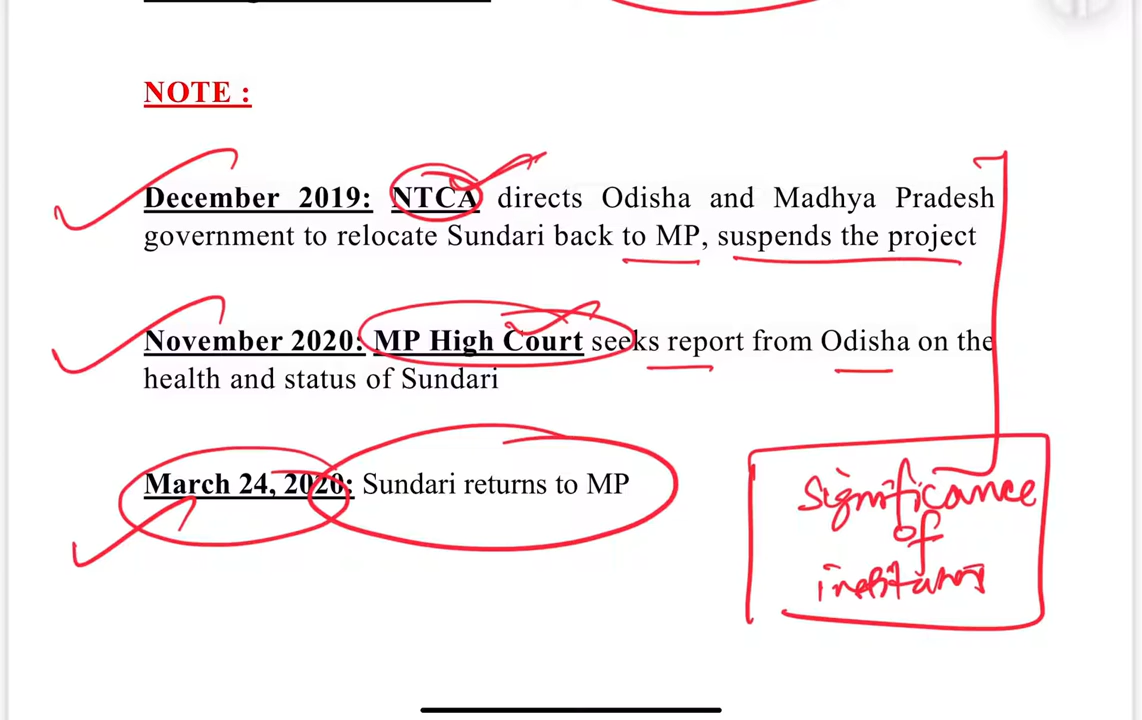 NOTE :
December 2019: NTCA directs Odisha and Madhya Pradesh
government to relocate Sundari back to MP, suspends the project
November 2020: MP High Court seeks report from Odisha on the
health and status of Sundari
March 24, 2020: Sundari returns to MP
significance
of